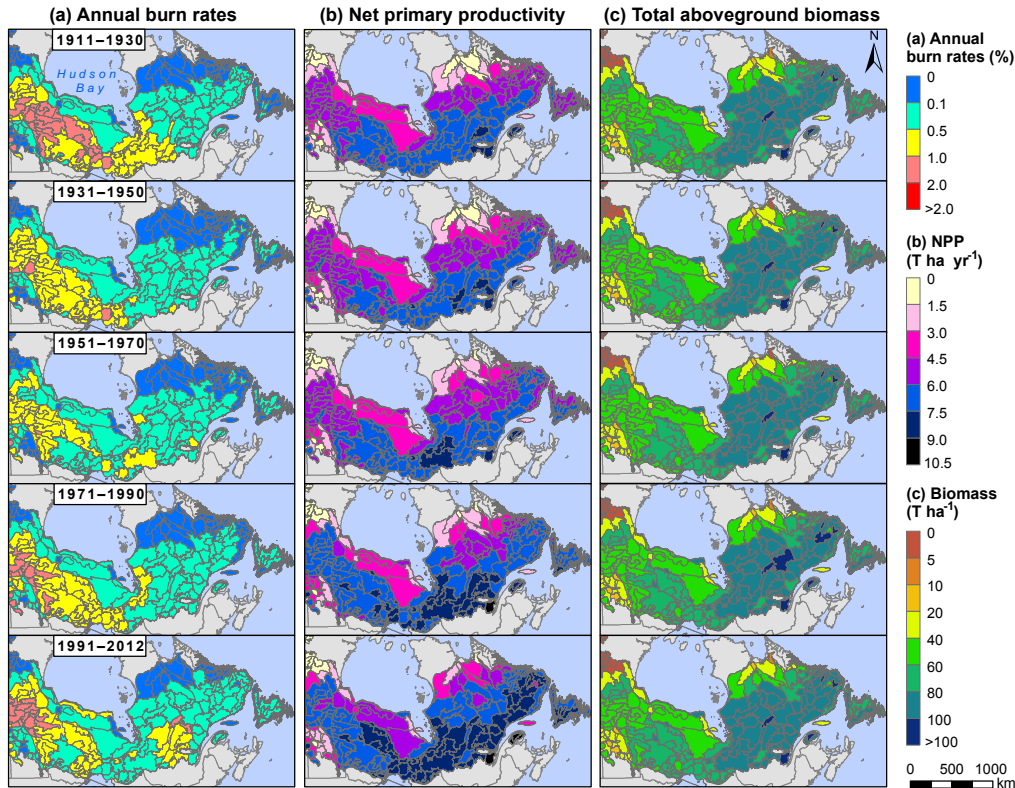 (a) Annual burn rates
(b) Net primary productivity
(c) Total aboveground biomass
1911–1930
Hudson
Bay
N
1931–1950
1951–1970
1971–1990
1991–2012
(a) Annual
burn rates (%)
0
0.1
0.5
1.0
2.0
>2.0
(b) NPP
(T ha yr⁻¹)
0
1.5
3.0
4.5
6.0
7.5
9.0
10.5
(c) Biomass
(T ha⁻¹)
0
5
10
20
40
60
80
100
>100
0 500 1000
km